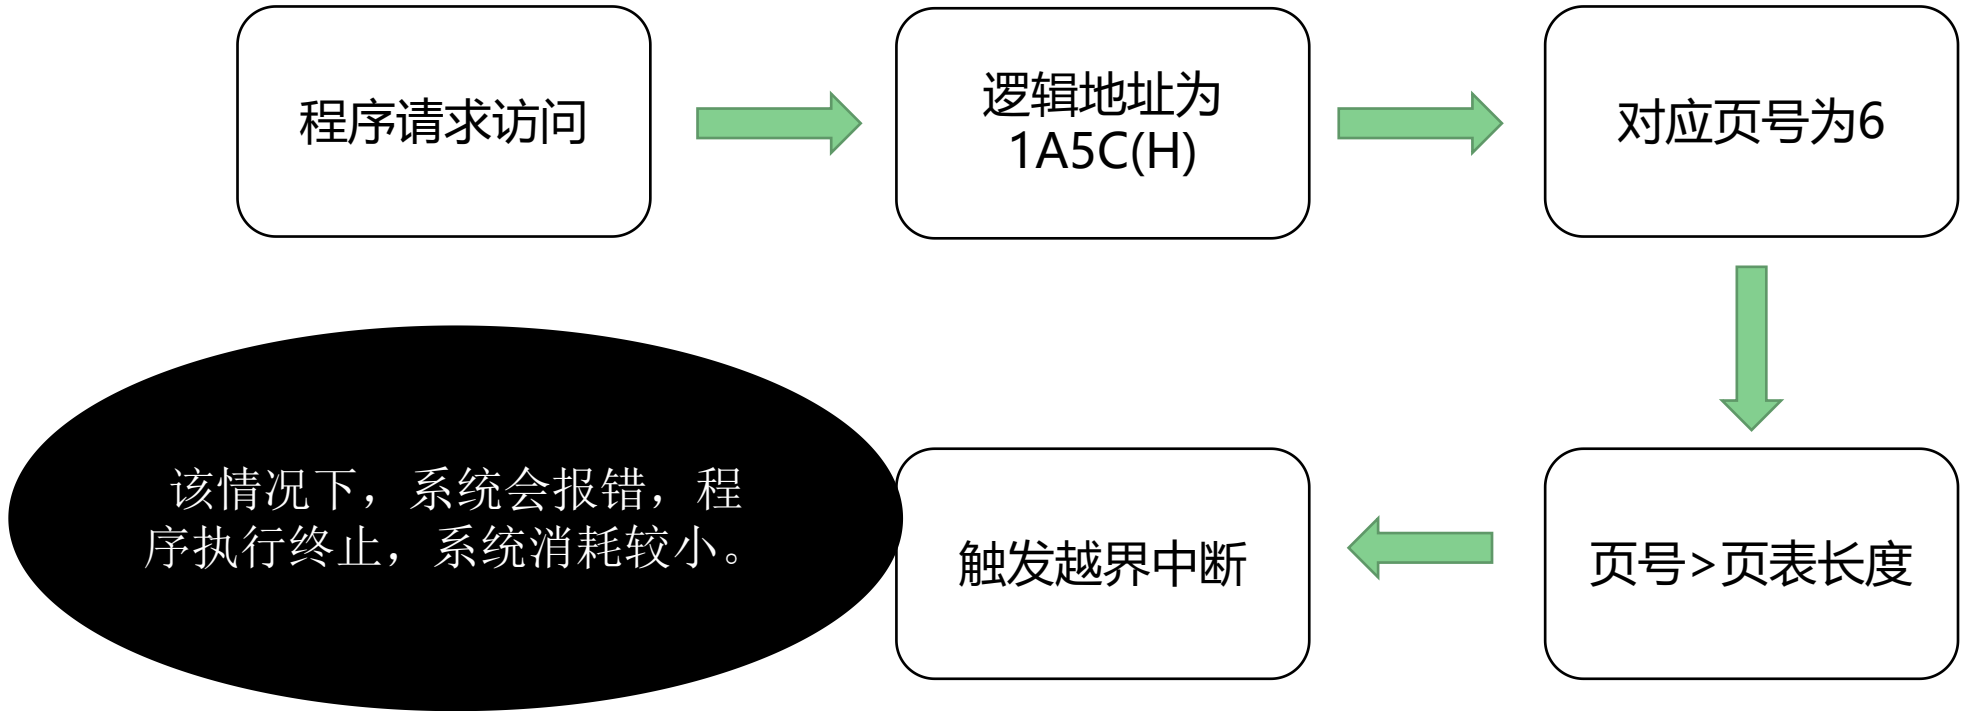 程序请求访问
逻辑地址为
1A5C(H)
对应页号为6
页号>页表长度
触发越界中断
该情况下，系统会报错，程
序执行终止，系统消耗较小。